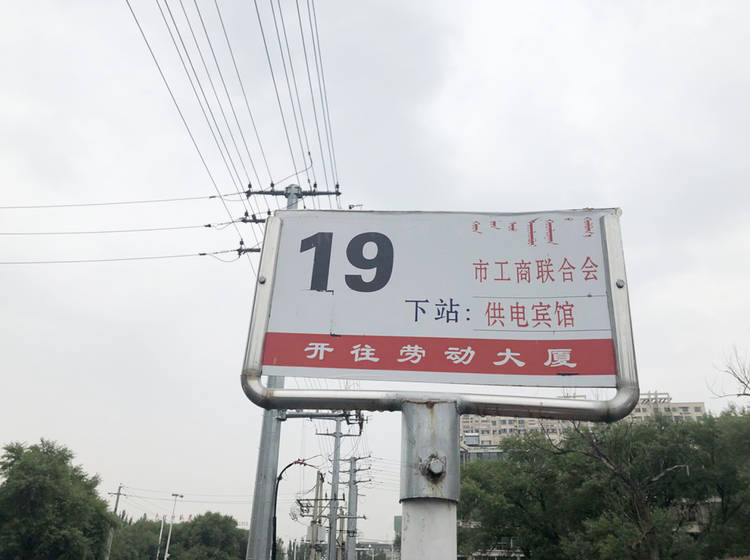 19
市工商联合会
下站：供电宾馆
开往劳动大厦